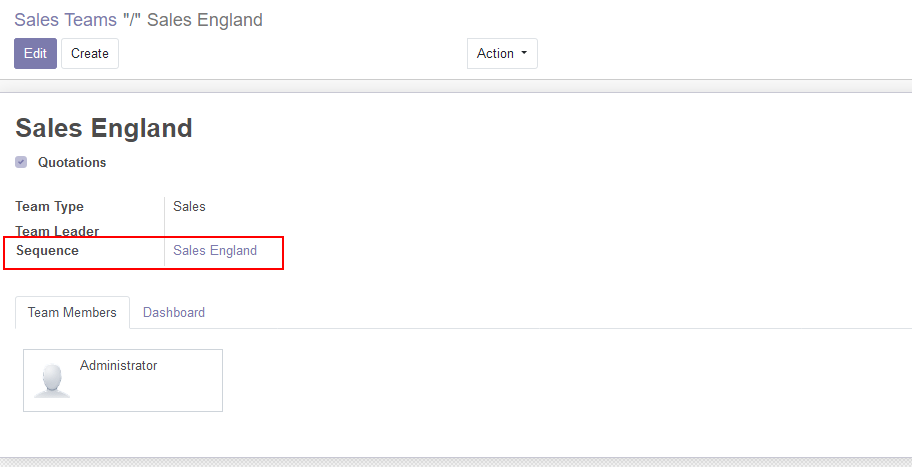 Sales Teams "/" Sales England
Edit Create Action
Sales England
Quotations
Team Type Sales
Team Leader
Sequence Sales England
Team Members Dashboard
Administrator